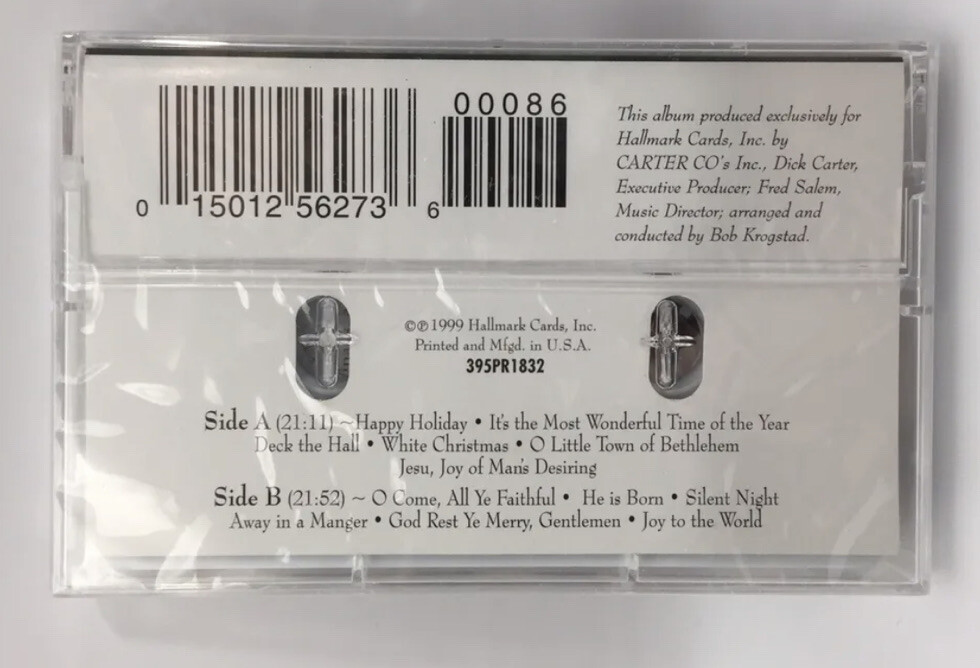 00086
0 15012 56273 6
This album produced exclusively for
Hallmark Cards, Inc. by
CARTER CO's Inc., Dick Carter,
Executive Producer; Fred Salem,
Music Director; arranged and
conducted by Bob Krogstad.
©℗ 1999 Hallmark Cards, Inc.
Printed and Mfgd. in U.S.A.
395PR1832
Side A (21:11) ~ Happy Holiday • It's the Most Wonderful Time of the Year
Deck the Hall • White Christmas • O Little Town of Bethlehem
Jesu, Joy of Man's Desiring
Side B (21:52) ~ O Come, All Ye Faithful • He is Born • Silent Night
Away in a Manger • God Rest Ye Merry, Gentlemen • Joy to the World